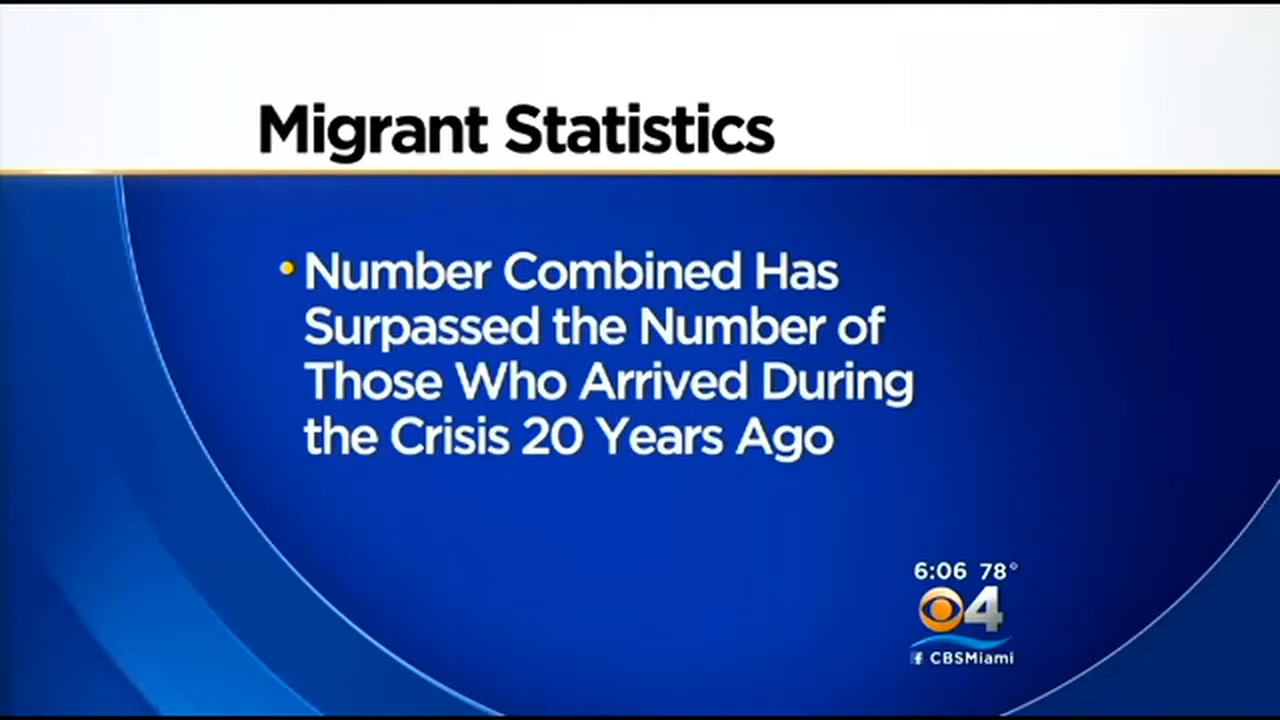 Migrant Statistics
• Number Combined Has
Surpassed the Number of
Those Who Arrived During
the Crisis 20 Years Ago
6:06 78°
4
f CBSMiami